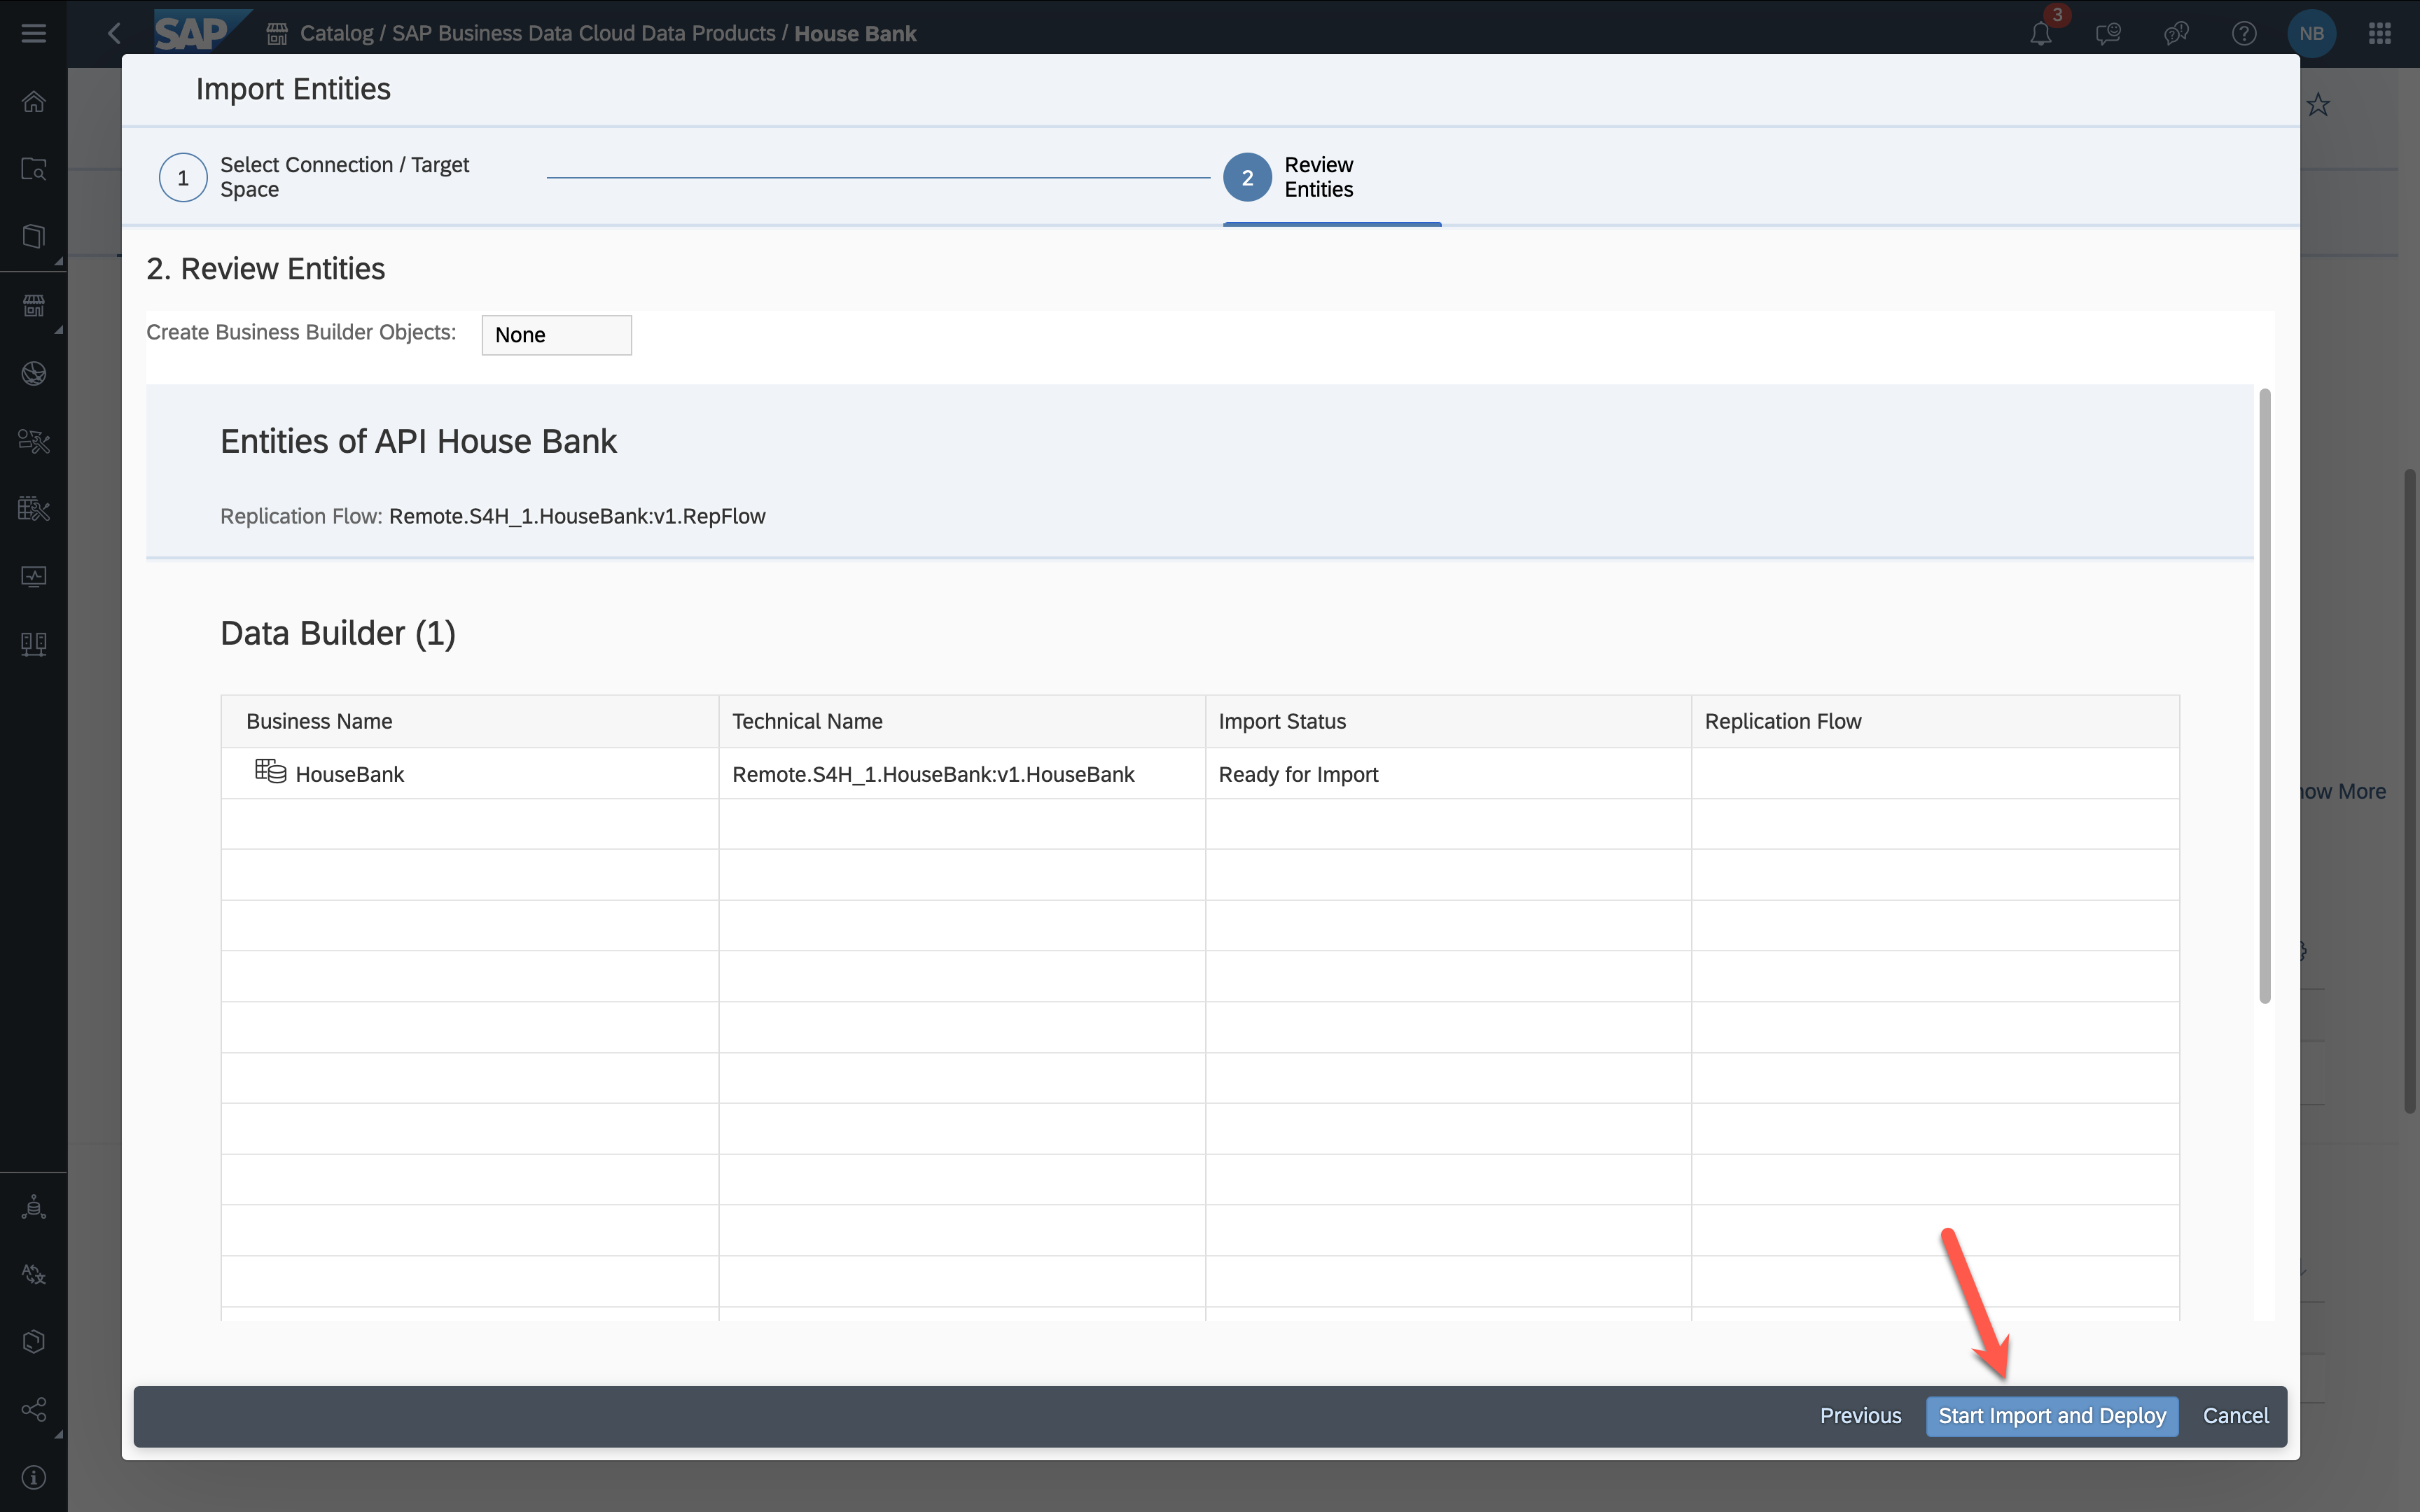 SAP
Catalog / SAP Business Data Cloud Data Products / House Bank
3
NB
Import Entities
1
Select Connection / Target
Space
2
Review
Entities
2. Review Entities
Create Business Builder Objects: None
Entities of API House Bank
Replication Flow: Remote.S4H_1.HouseBank:v1.RepFlow
Data Builder (1)
Business Name Technical Name Import Status Replication Flow
HouseBank Remote.S4H_1.HouseBank:v1.HouseBank Ready for Import
More
Previous Start Import and Deploy Cancel